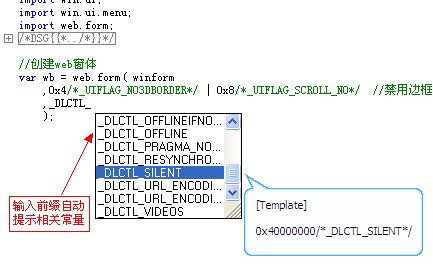 import win.ui;
import win.ui.menu;
import web.form;
/*DSG{{*../*}}*/
//创建web窗体
var wb = web.form( winform
,0x4/*_UIFLAG_NO3DBORDER*/ | 0x8/*_UIFLAG_SCROLL_NO*/ //禁用边框
,_DLCTL_
);
_DLCTL_OFFLINEIFNO...
_DLCTL_OFFLINE
_DLCTL_PRAGMA_NO...
_DLCTL_RESYNCHRO...
_DLCTL_SILENT
_DLCTL_URL_ENCODI...
_DLCTL_URL_ENCODI...
_DLCTL_VIDEOS
输入前缀自动
提示相关常量
[Template]
0x40000000/*_DLCTL_SILENT*/